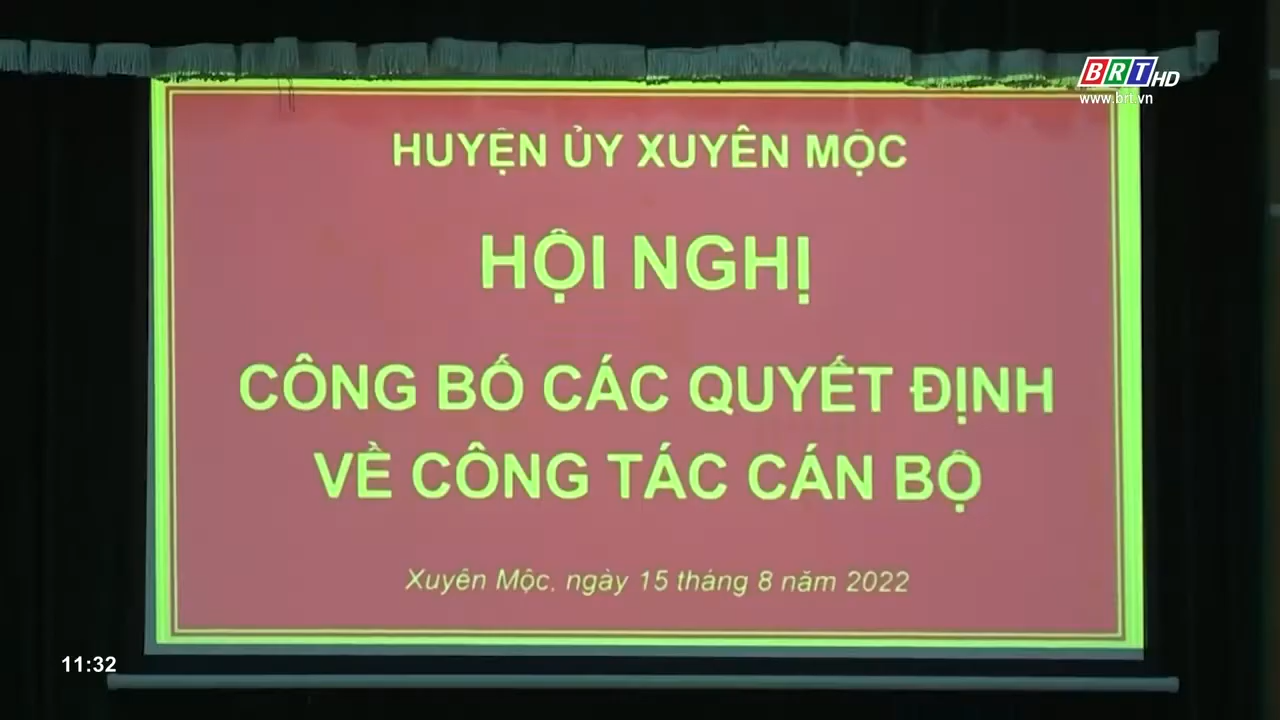 BRT HD
www.brt.vn
HUYỆN ỦY XUYÊN MỘC
HỘI NGHỊ
CÔNG BỐ CÁC QUYẾT ĐỊNH
VỀ CÔNG TÁC CÁN BỘ
Xuyên Mộc, ngày 15 tháng 8 năm 2022
11:32